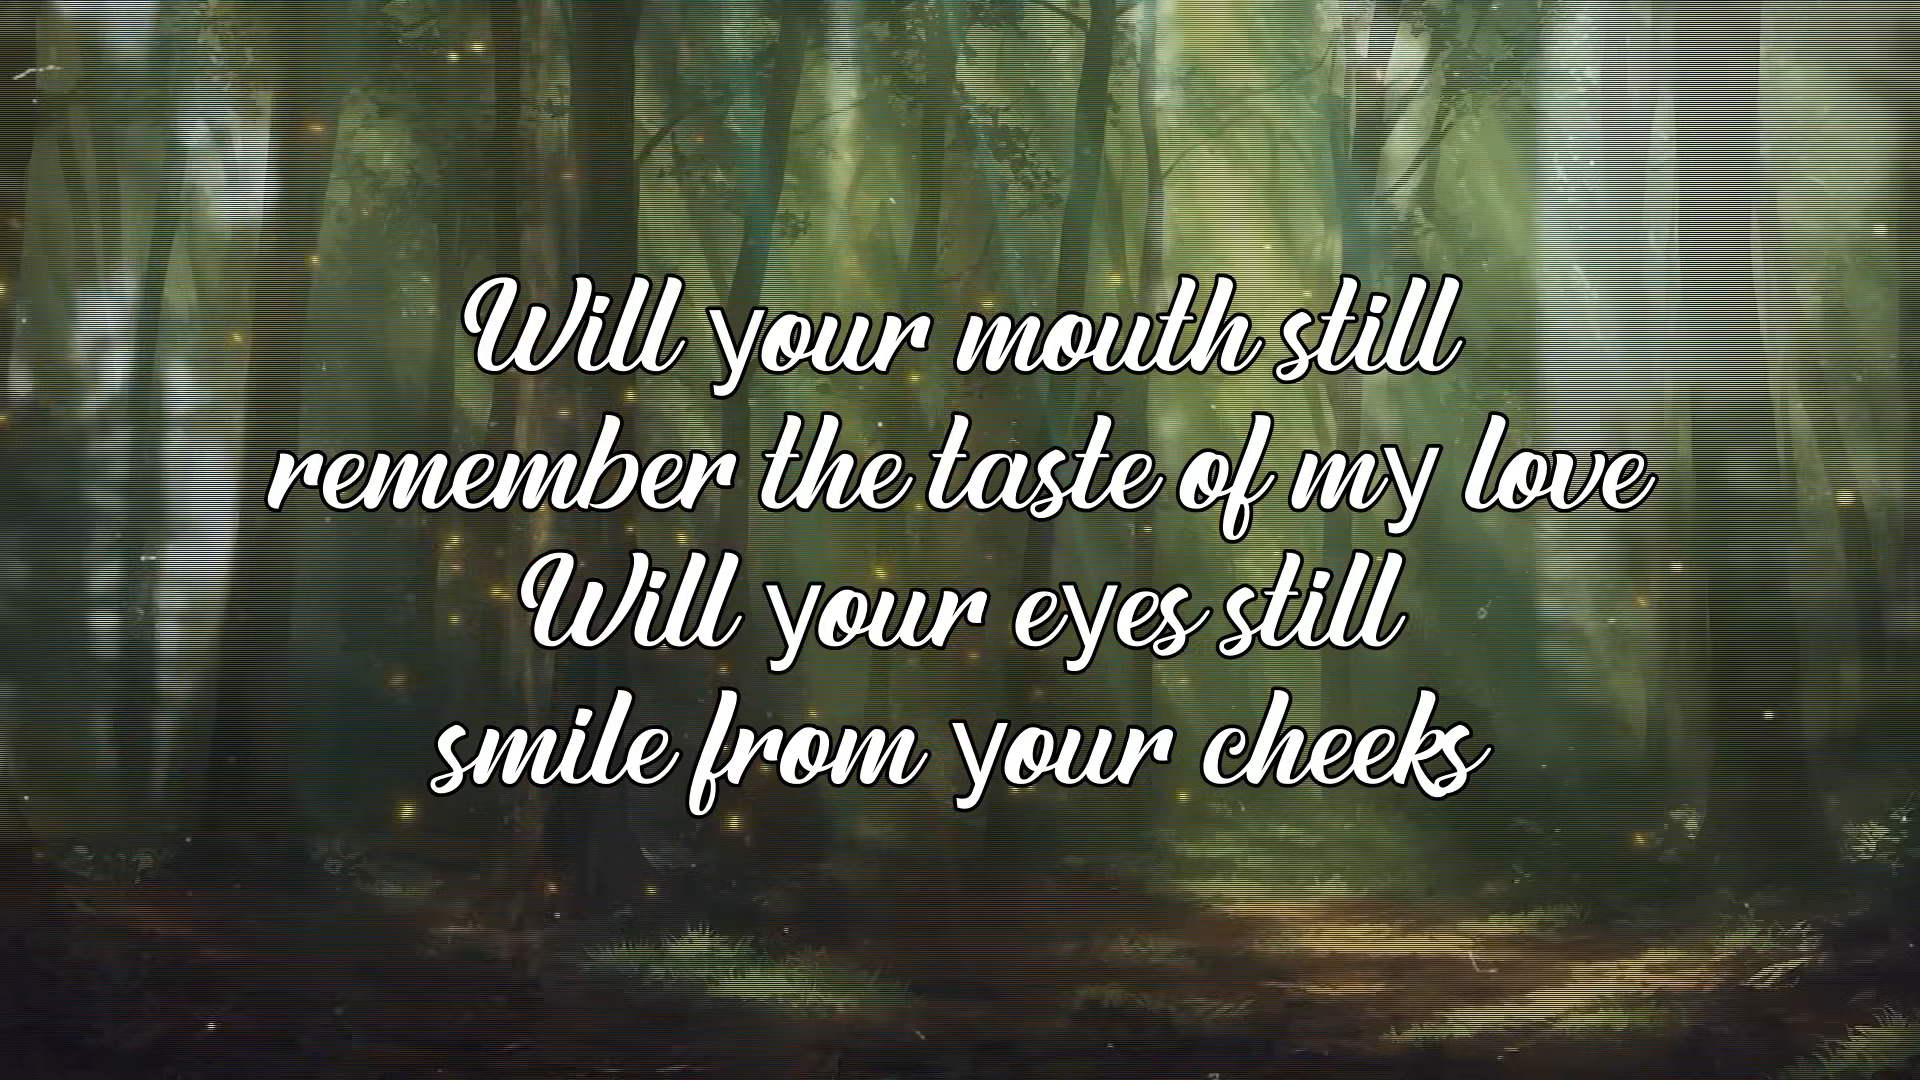 Will your mouth still
remember the taste of my love
Will your eyes still
smile from your cheeks